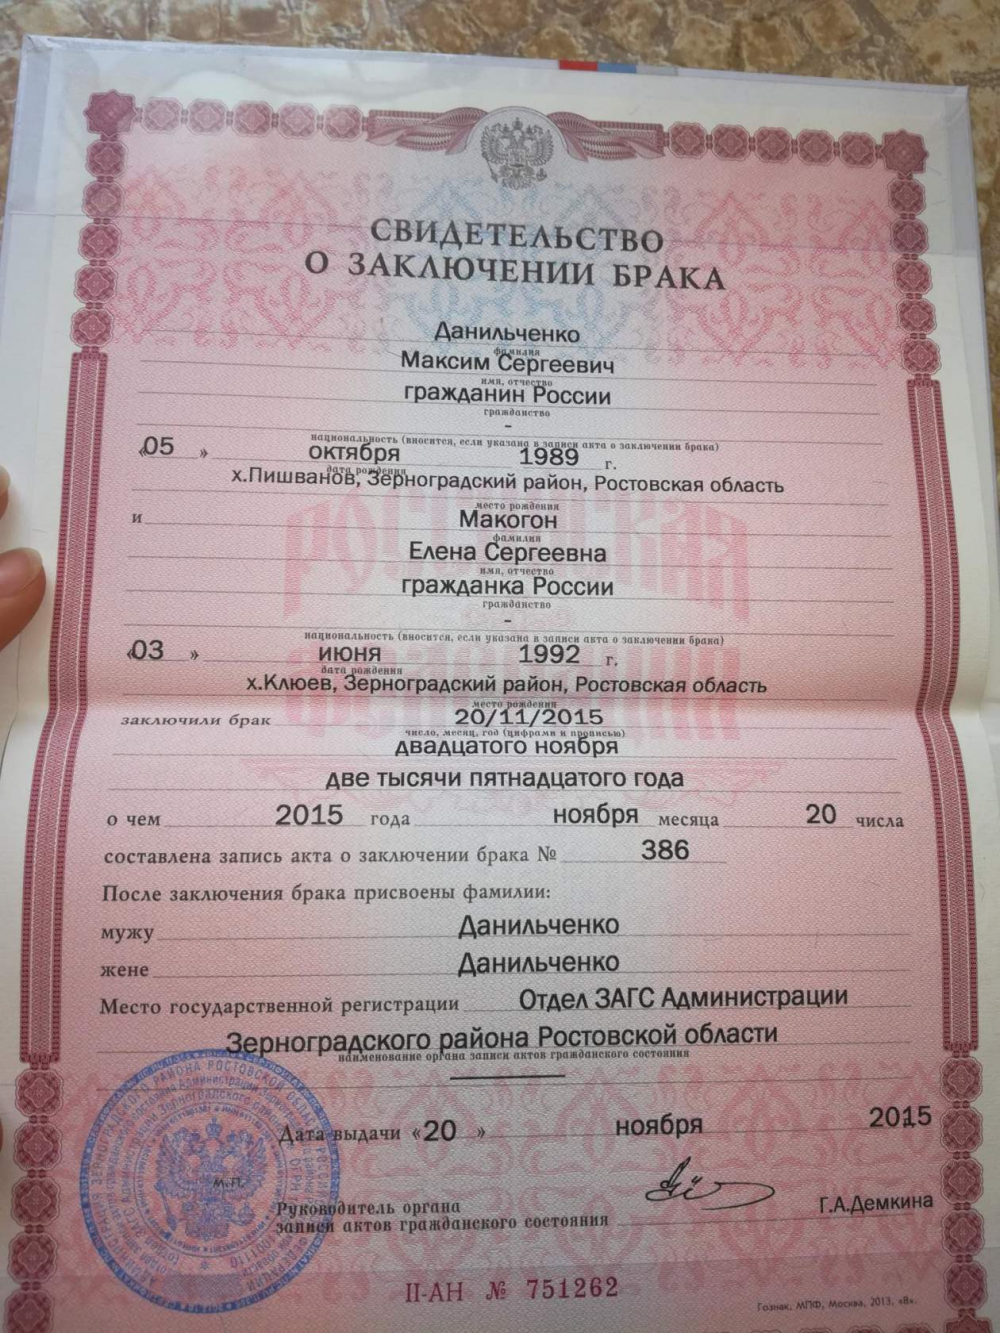 СВИДЕТЕЛЬСТВО
О ЗАКЛЮЧЕНИИ БРАКА
Данильченко
фамилия
Максим Сергеевич
имя, отчество
гражданин России
гражданство
-
национальность (вносится, если указана в записи акта о заключении брака)
«05» октября 1989 г.
дата рождения
х.Пишванов, Зерноградский район, Ростовская область
место рождения
и Макогон
фамилия
Елена Сергеевна
имя, отчество
гражданка России
гражданство
-
национальность (вносится, если указана в записи акта о заключении брака)
«03» июня 1992 г.
дата рождения
х.Клюев, Зерноградский район, Ростовская область
место рождения
заключили брак 20/11/2015
число, месяц, год (цифрами и прописью)
двадцатого ноября
две тысячи пятнадцатого года
о чем 2015 года ноября месяца 20 числа
составлена запись акта о заключении брака № 386
После заключения брака присвоены фамилии:
мужу Данильченко
жене Данильченко
Место государственной регистрации Отдел ЗАГС Администрации
Зерноградского района Ростовской области
наименование органа записи актов гражданского состояния
Дата выдачи «20» ноября 2015
М.П.
Руководитель органа
записи актов гражданского состояния Г.А.Демкина
II-АН № 751262
Гознак, МПФ, Москва, 2013, «В».